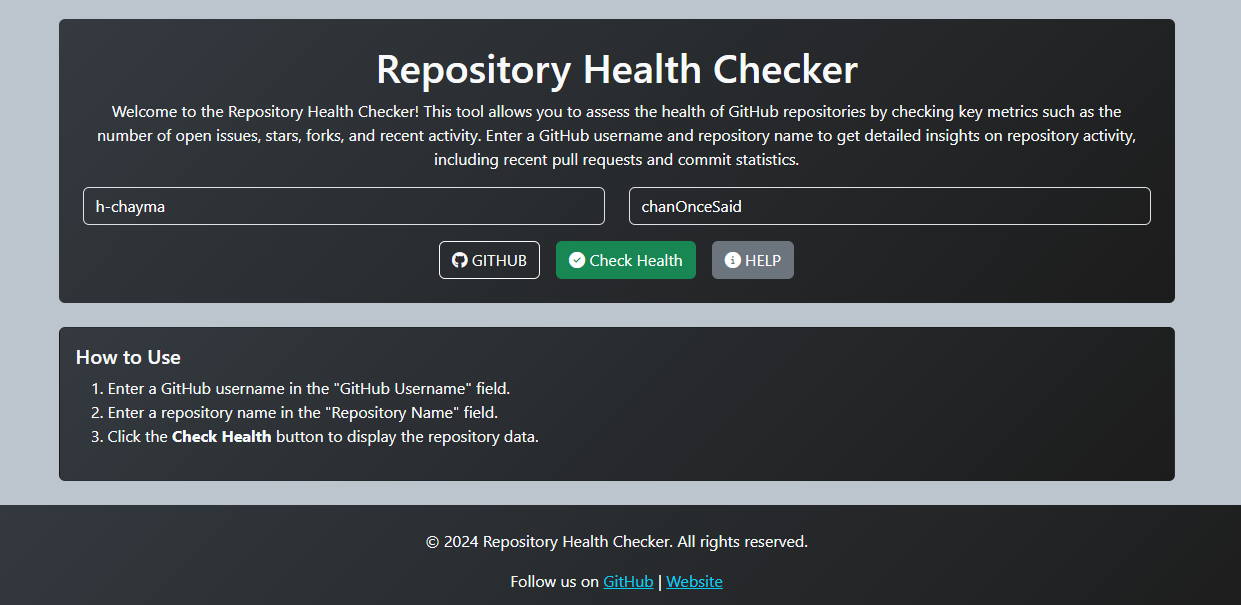 Repository Health Checker
Welcome to the Repository Health Checker! This tool allows you to assess the health of GitHub repositories by checking key metrics such as the
number of open issues, stars, forks, and recent activity. Enter a GitHub username and repository name to get detailed insights on repository activity,
including recent pull requests and commit statistics.
h-chayma
chanOnceSaid
GITHUB
Check Health
HELP
How to Use
1. Enter a GitHub username in the "GitHub Username" field.
2. Enter a repository name in the "Repository Name" field.
3. Click the Check Health button to display the repository data.
© 2024 Repository Health Checker. All rights reserved.
Follow us on GitHub | Website